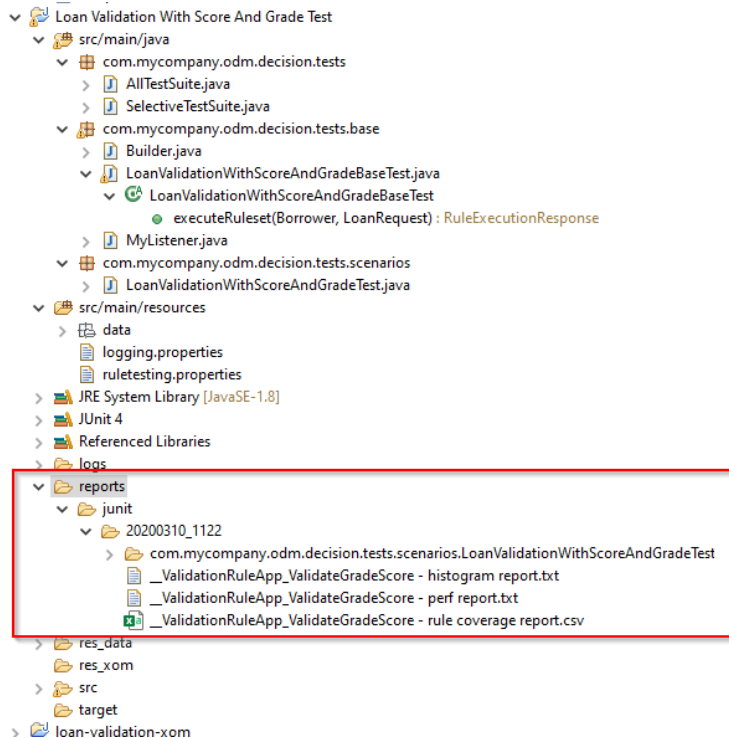 Loan Validation With Score And Grade Test
src/main/java
com.mycompany.odm.decision.tests
AllTestSuite.java
SelectiveTestSuite.java
com.mycompany.odm.decision.tests.base
Builder.java
LoanValidationWithScoreAndGradeBaseTest.java
LoanValidationWithScoreAndGradeBaseTest
executeRuleset(Borrower, LoanRequest) : RuleExecutionResponse
MyListener.java
com.mycompany.odm.decision.tests.scenarios
LoanValidationWithScoreAndGradeTest.java
src/main/resources
data
logging.properties
ruletesting.properties
JRE System Library [JavaSE-1.8]
JUnit 4
Referenced Libraries
logs
reports
junit
20200310_1122
com.mycompany.odm.decision.tests.scenarios.LoanValidationWithScoreAndGradeTest
__ValidationRuleApp_ValidateGradeScore - histogram report.txt
__ValidationRuleApp_ValidateGradeScore - perf report.txt
__ValidationRuleApp_ValidateGradeScore - rule coverage report.csv
res_data
res_xom
src
target
loan-validation-xom